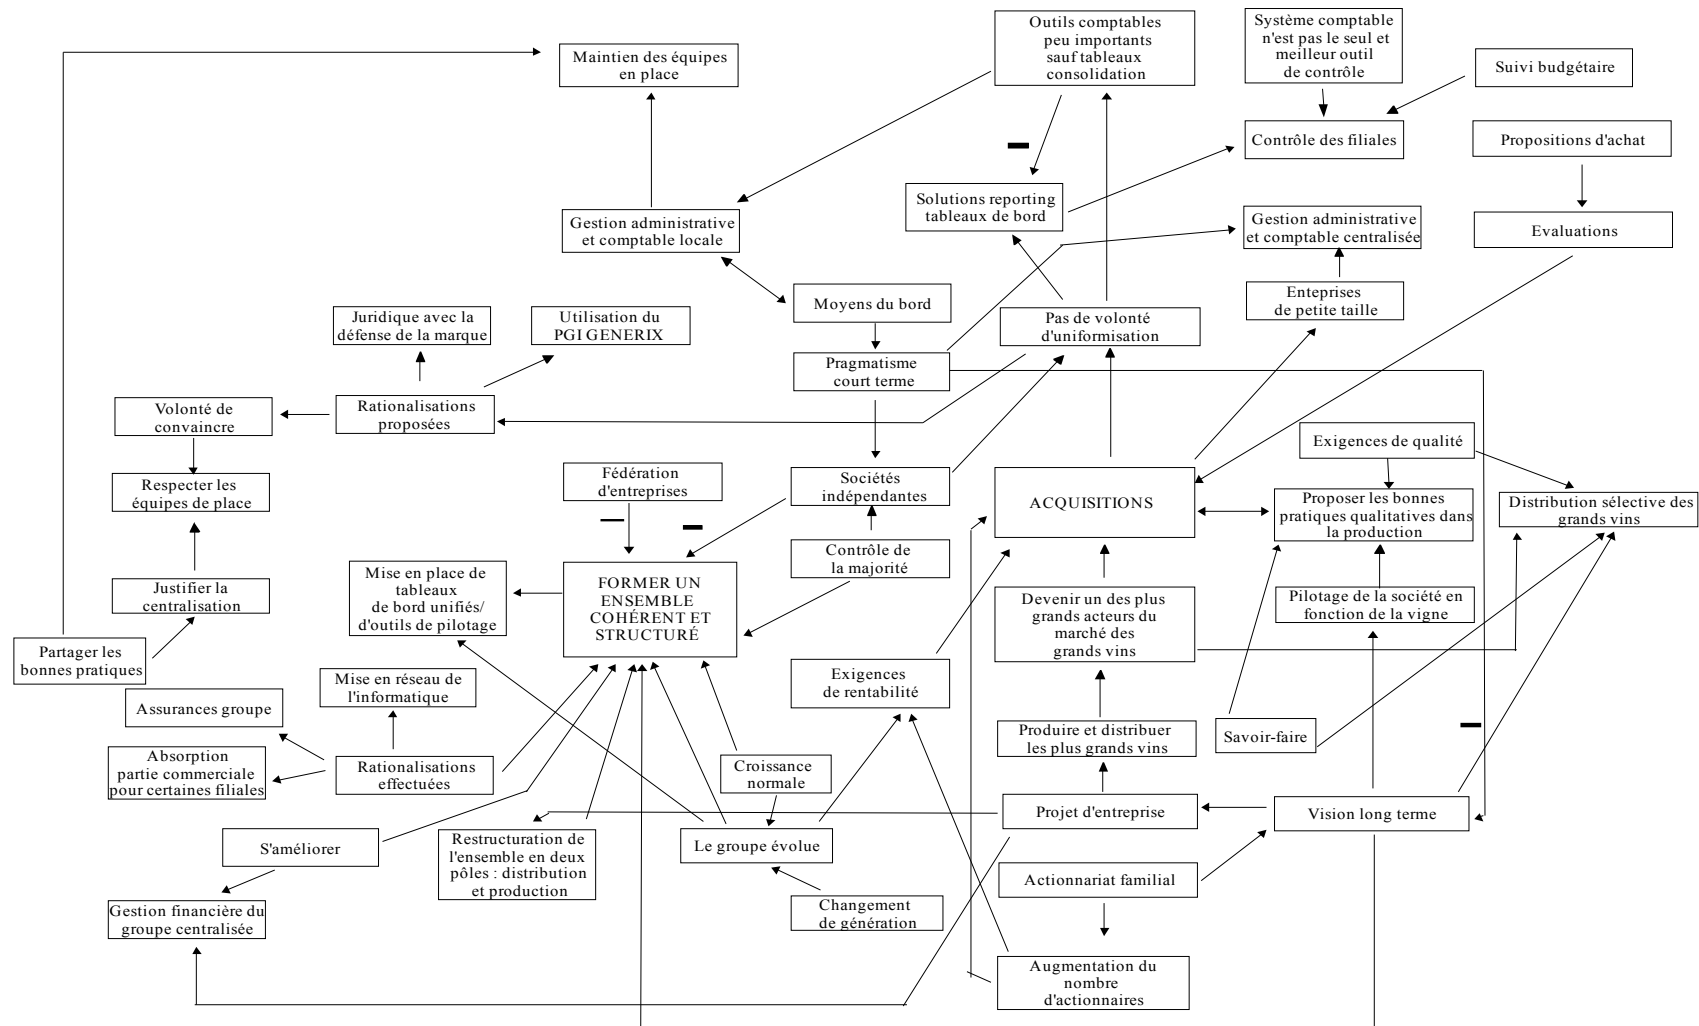 Outils comptables
peu importants
sauf tableaux
consolidation
Système comptable
n'est pas le seul et
meilleur outil
de contrôle
Suivi budgétaire
Maintien des équipes
en place
Contrôle des filiales
Propositions d'achat
Solutions reporting
tableaux de bord
Gestion administrative
et comptable locale
Gestion administrative
et comptable centralisée
Evaluations
Moyens du bord
Enteprises
de petite taille
Juridique avec la
défense de la marque
Utilisation du
PGI GENERIX
Pas de volonté
d'uniformisation
Pragmatisme
court terme
Volonté de
convaincre
Rationalisations
proposées
Exigences de qualité
Respecter les
équipes de place
Fédération
d'entreprises
Sociétés
indépendantes
ACQUISITIONS
Proposer les bonnes
pratiques qualitatives dans
la production
Distribution sélective des
grands vins
Contrôle de
la majorité
Justifier la
centralisation
Mise en place de
tableaux
de bord unifiés/
d'outils de pilotage
FORMER UN
ENSEMBLE
COHÉRENT ET
STRUCTURÉ
Devenir un des plus
grands acteurs du
marché des
grands vins
Pilotage de la société en
fonction de la vigne
Partager les
bonnes pratiques
Mise en réseau de
l'informatique
Exigences
de rentabilité
Assurances groupe
Produire et distribuer
les plus grands vins
Savoir-faire
Absorption
partie commerciale
pour certaines filiales
Rationalisations
effectuées
Croissance
normale
Projet d'entreprise
Vision long terme
S'améliorer
Restructuration de
l'ensemble en deux
pôles : distribution
et production
Le groupe évolue
Actionnariat familial
Gestion financière du
groupe centralisée
Changement
de génération
Augmentation du
nombre
d'actionnaires